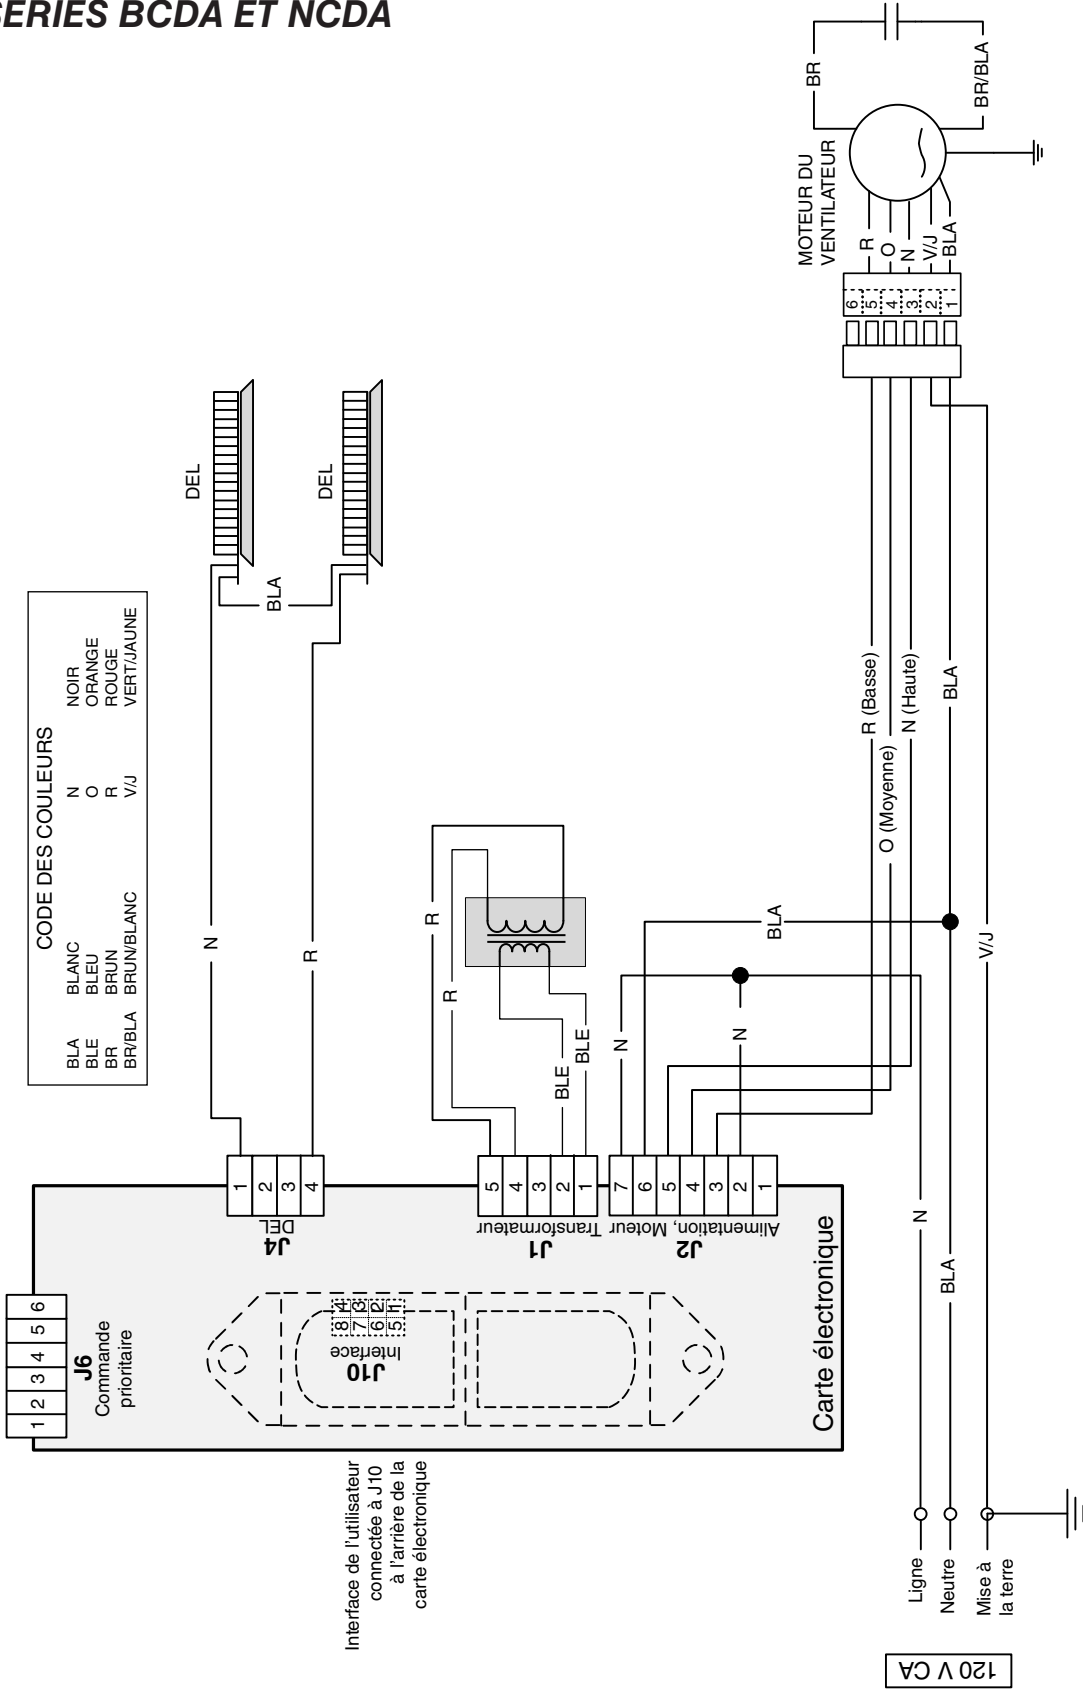 SÉRIES BCDA ET NCDA
CODE DES COULEURS
BLA BLANC N NOIR
BLE BLEU O ORANGE
BR BRUN R ROUGE
BR/BLA BRUN/BLANC V/J VERT/JAUNE
DEL
DEL
BLA
N
R
R
R
BLE
BLE
BR
BR/BLA
MOTEUR DU
VENTILATEUR
R
O
N
V/J
BLA
6
5
4
3
2
1
R (Basse)
O (Moyenne)
N (Haute)
BLA
V/J
BLA
N
N
N
BLA
1 2 3 4 5 6
J6
Commande
prioritaire
1
2
3
4
DEL
J4
5
4
3
2
1
Transformateur
J1
7
6
5
4
3
2
1
Alimentation, Moteur
J2
8 4
7 3
6 2
5 1
Interface
J10
Carte électronique
Interface de l'utilisateur
connectée à J10
à l'arrière de la
carte électronique
Ligne
Neutre
Mise à
la terre
120 V CA